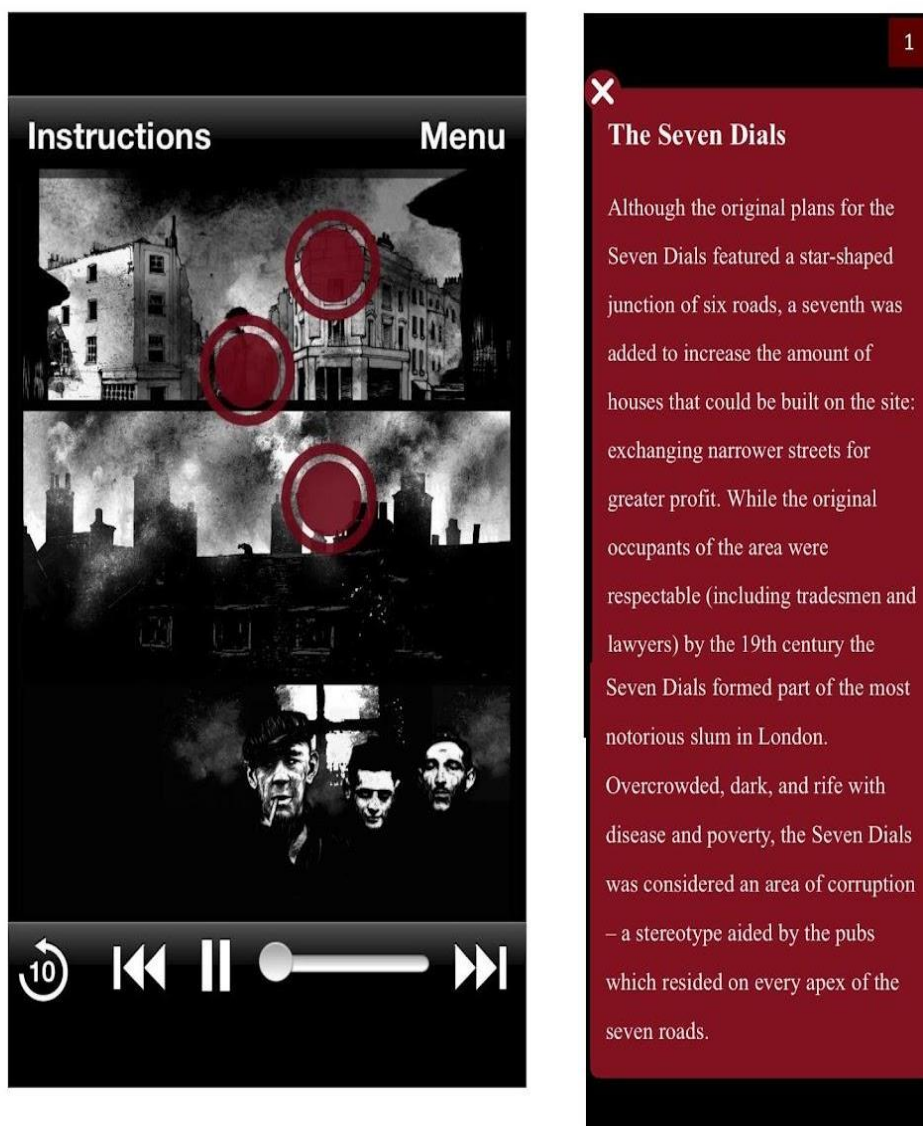 Instructions
Menu
10
1
The Seven Dials
Although the original plans for the
Seven Dials featured a star-shaped
junction of six roads, a seventh was
added to increase the amount of
houses that could be built on the site:
exchanging narrower streets for
greater profit. While the original
occupants of the area were
respectable (including tradesmen and
lawyers) by the 19th century the
Seven Dials formed part of the most
notorious slum in London.
Overcrowded, dark, and rife with
disease and poverty, the Seven Dials
was considered an area of corruption
– a stereotype aided by the pubs
which resided on every apex of the
seven roads.